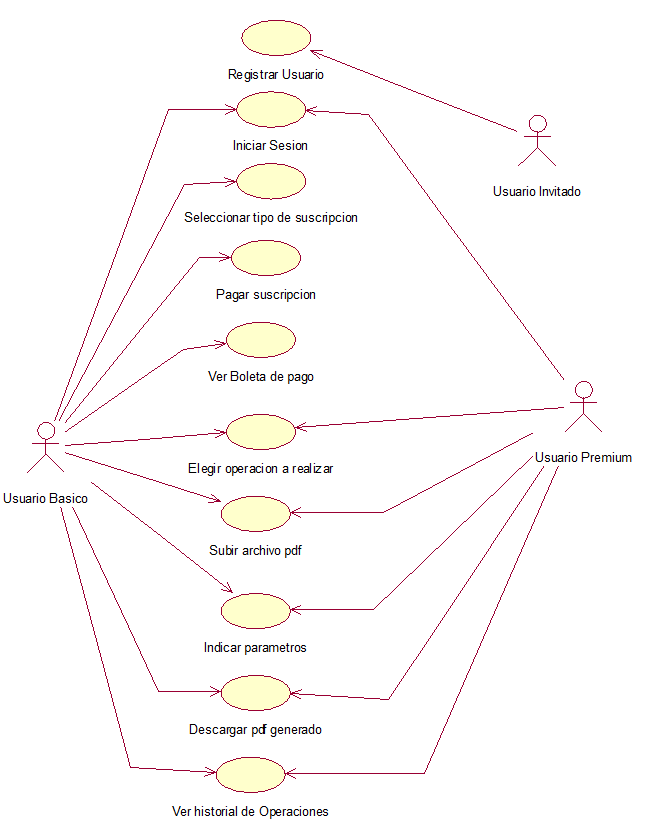 Registrar Usuario
Iniciar Sesion
Usuario Invitado
Seleccionar tipo de suscripcion
Pagar suscripcion
Ver Boleta de pago
Usuario Premium
Elegir operacion a realizar
Usuario Basico
Subir archivo pdf
Indicar parametros
Descargar pdf generado
Ver historial de Operaciones